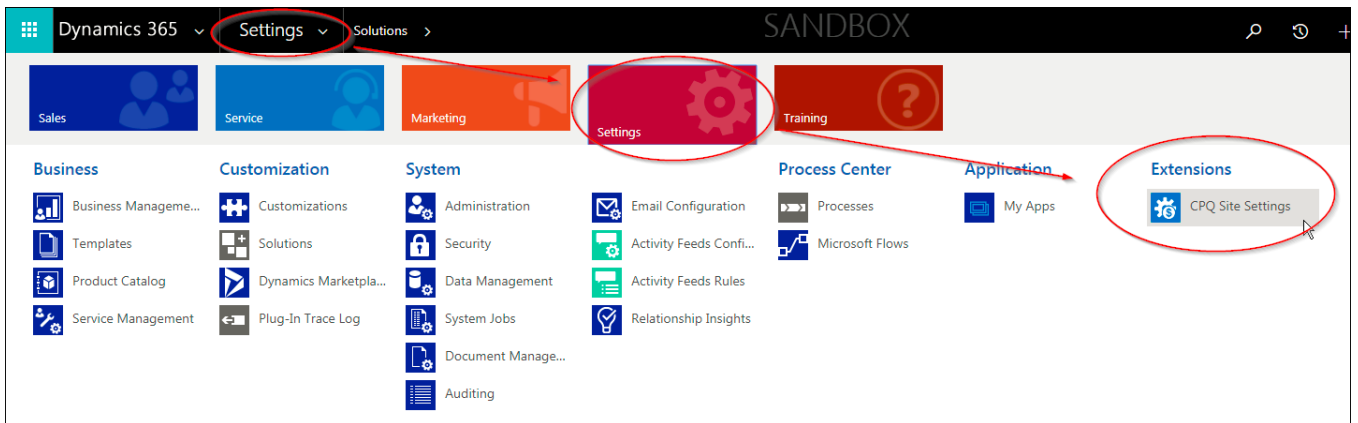 Dynamics 365 Settings Solutions SANDBOX
Sales Service Marketing Settings Training
Business
Business Manageme...
Templates
Product Catalog
Service Management
Customization
Customizations
Solutions
Dynamics Marketpla...
Plug-In Trace Log
System
Administration
Security
Data Management
System Jobs
Document Manage...
Auditing
Email Configuration
Activity Feeds Confi...
Activity Feeds Rules
Relationship Insights
Process Center
Processes
Microsoft Flows
Application
My Apps
Extensions
CPQ Site Settings